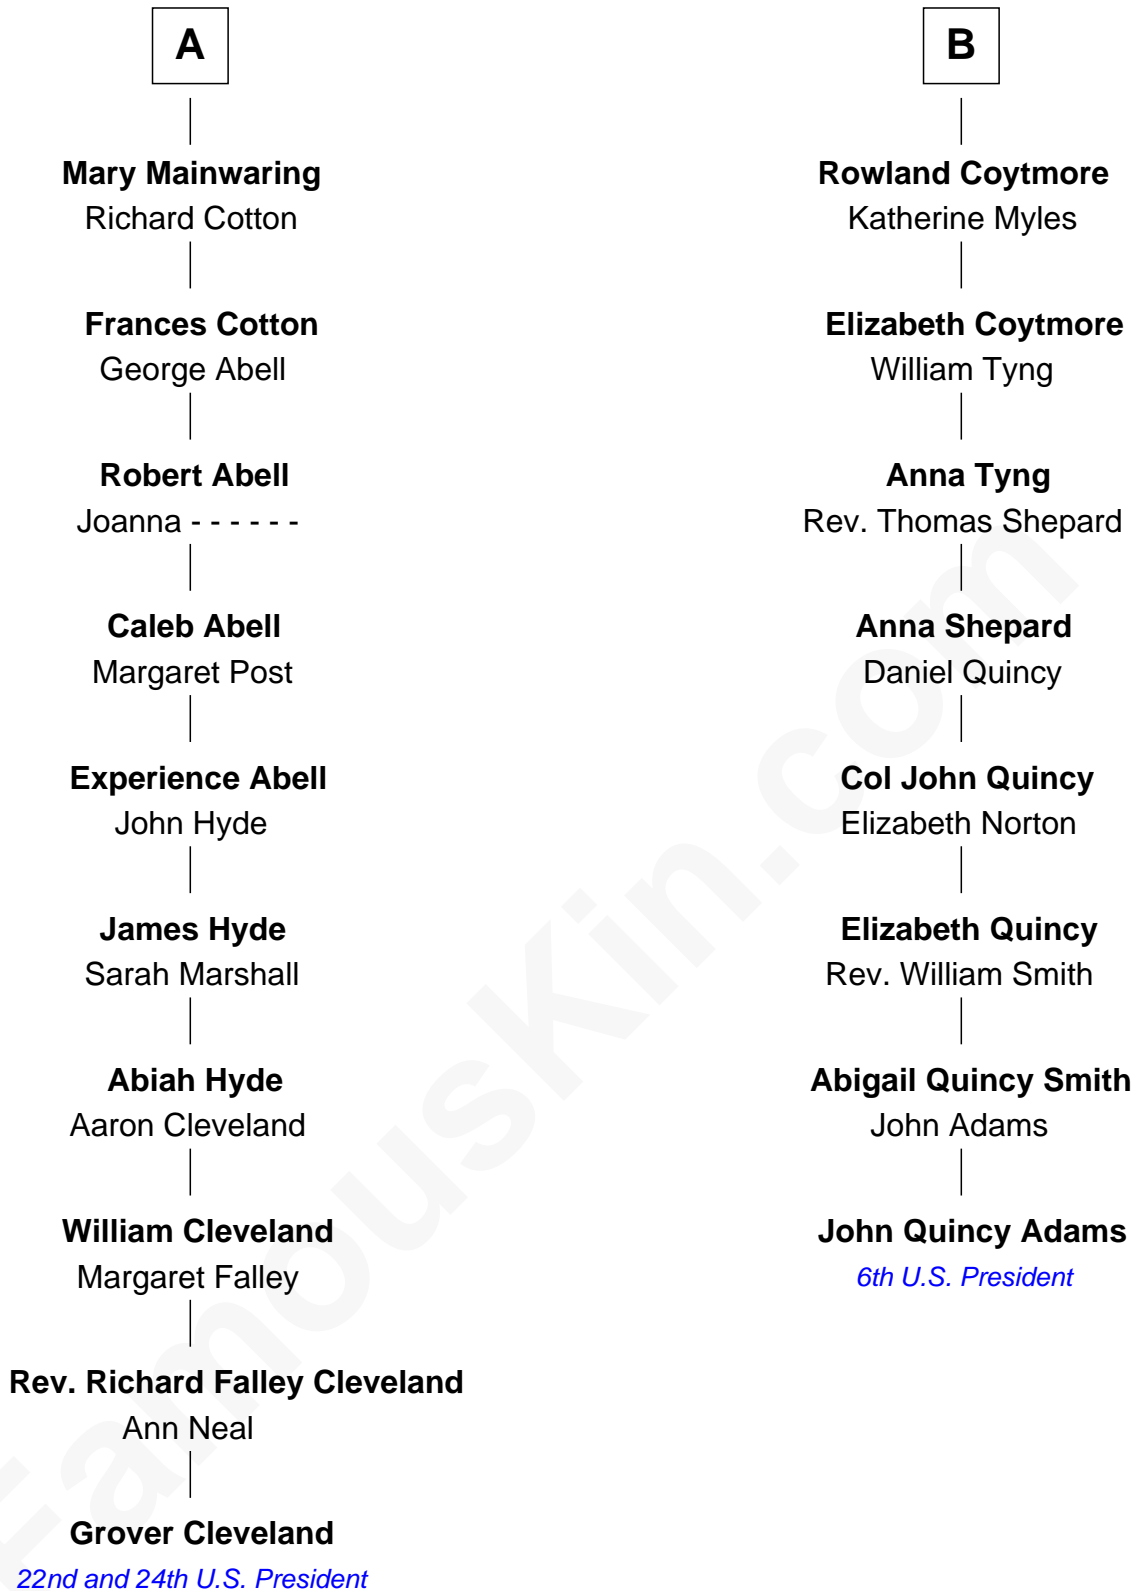 A
Mary Mainwaring
Richard Cotton
Frances Cotton
George Abell
Robert Abell
Joanna - - - - - -
Caleb Abell
Margaret Post
Experience Abell
John Hyde
James Hyde
Sarah Marshall
Abiah Hyde
Aaron Cleveland
William Cleveland
Margaret Falley
Rev. Richard Falley Cleveland
Ann Neal
Grover Cleveland
22nd and 24th U.S. President
B
Rowland Coytmore
Katherine Myles
Elizabeth Coytmore
William Tyng
Anna Tyng
Rev. Thomas Shepard
Anna Shepard
Daniel Quincy
Col John Quincy
Elizabeth Norton
Elizabeth Quincy
Rev. William Smith
Abigail Quincy Smith
John Adams
John Quincy Adams
6th U.S. President
FamousKin.com